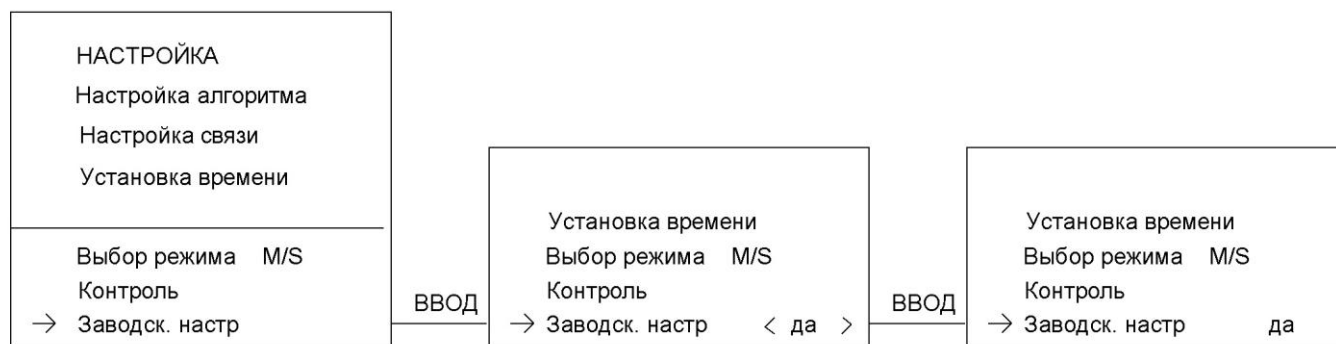 НАСТРОЙКА
Настройка алгоритма
Настройка связи
Установка времени
Выбор режима M/S
Контроль
→ Заводск. настр
ВВОД
Установка времени
Выбор режима M/S
Контроль
→ Заводск. настр < да >
ВВОД
Установка времени
Выбор режима M/S
Контроль
→ Заводск. настр да